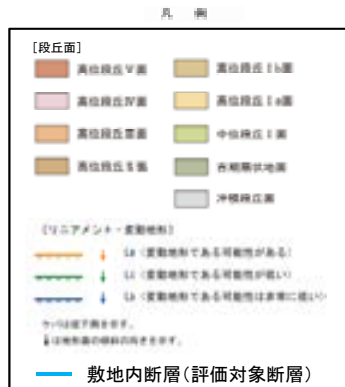 凡 例
[段丘面]
高位段丘Ⅴ面
高位段丘Ⅰb面
高位段丘Ⅳ面
高位段丘Ⅰa面
高位段丘Ⅲ面
中位段丘Ⅰ面
高位段丘Ⅱ面
古期扇状地面
沖積段丘面
[リニアメント・変動地形]
(変動地形である可能性がある)
(変動地形である可能性が低い)
(変動地形である可能性は非常に低い)
ケバは低下側を示す。
は地形面の傾斜の向きを示す。
敷地内断層(評価対象断層)